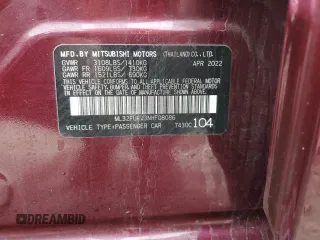 MFD. BY MITSUBISHI MOTORS (THAILAND) CO., LTD.
GVWR 3108LBS/1410KG APR 2022
GAWR FR 1609LBS/ 730KG
GAWR RR 1521LBS/ 690KG
THIS VEHICLE CONFORMS TO ALL APPLICABLE
FEDERAL MOTOR VEHICLE SAFETY, BUMPER,
AND THEFT PREVENTION STANDARDS IN EFFECT
ON THE DATE OF MANUFACTURE SHOWN ABOVE.
VEHICLE TYPE:PASSENGER CAR 7430C 104
DREAMBID